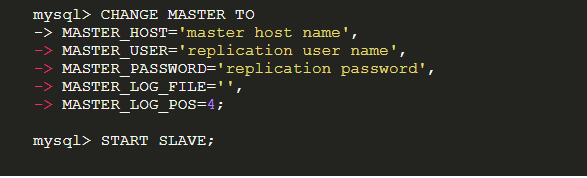 mysql> CHANGE MASTER TO
-> MASTER_HOST='master host name',
-> MASTER_USER='replication user name',
-> MASTER_PASSWORD='replication password',
-> MASTER_LOG_FILE='',
-> MASTER_LOG_POS=4;
mysql> START SLAVE;